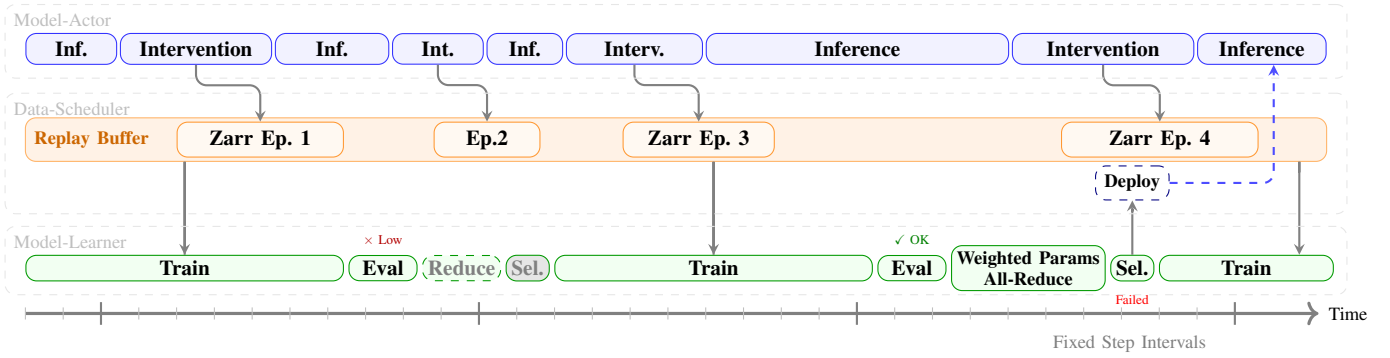 Model-Actor
Inf.
Intervention
Inf.
Int.
Inf.
Interv.
Inference
Intervention
Inference
Data-Scheduler
Replay Buffer
Zarr Ep. 1
Ep.2
Zarr Ep. 3
Zarr Ep. 4
Deploy
Model-Learner
× Low
✓ OK
Train
Eval
Reduce
Sel.
Train
Eval
Weighted Params
All-Reduce
Sel.
Train
Failed
Time
Fixed Step Intervals